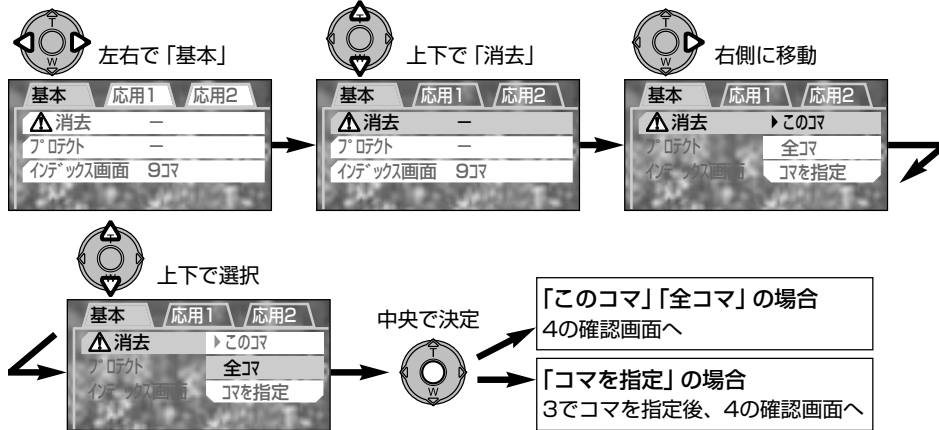 左右で「基本」
上下で「消去」
右側に移動
T
W
T
W
T
W
基本 応用1 応用2
消去 −
プロテクト −
インデックス画面 9コマ
基本 応用1 応用2
消去 −
プロテクト −
インデックス画面 9コマ
基本 応用1 応用2
消去 このコマ
プロテクト 全コマ
インデックス画面 コマを指定
T
W
上下で選択
基本 応用1 応用2
消去 このコマ
プロテクト 全コマ
インデックス画面 コマを指定
中央で決定
T
W
「このコマ」「全コマ」の場合
4の確認画面へ
「コマを指定」の場合
3でコマを指定後、4の確認画面へ